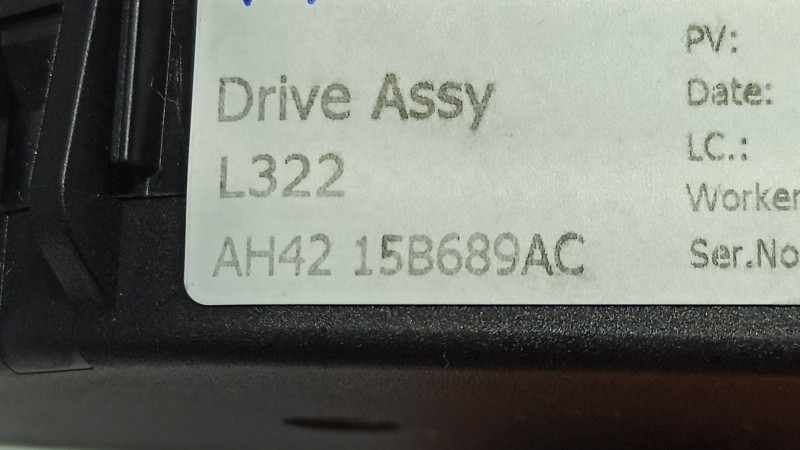 Drive Assy
L322
AH42 15B689AC
PV:
Date:
LC.:
Worker
Ser.No